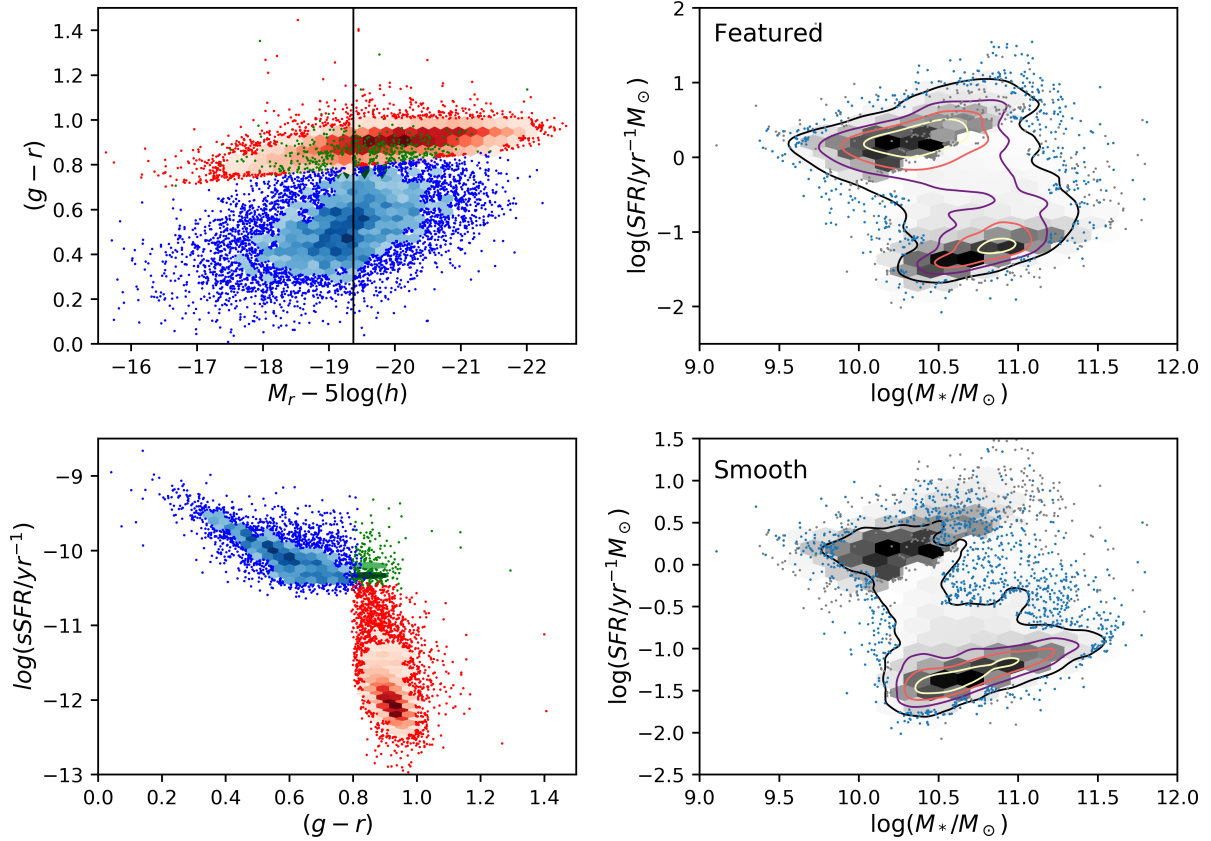 1.4
1.2
1.0
0.8
0.6
0.4
0.2
0.0
(g − r)
−16 −17 −18 −19 −20 −21 −22
M_r − 5log(h)
Featured
2
1
0
−1
−2
log(SFR/yr⁻¹M⊙)
9.0 9.5 10.0 10.5 11.0 11.5 12.0
log(M*/M⊙)
−9
−10
−11
−12
−13
log(sSFR/yr⁻¹)
0.0 0.2 0.4 0.6 0.8 1.0 1.2 1.4
(g − r)
Smooth
1.5
1.0
0.5
0.0
−0.5
−1.0
−1.5
−2.0
−2.5
log(SFR/yr⁻¹M⊙)
9.0 9.5 10.0 10.5 11.0 11.5 12.0
log(M*/M⊙)